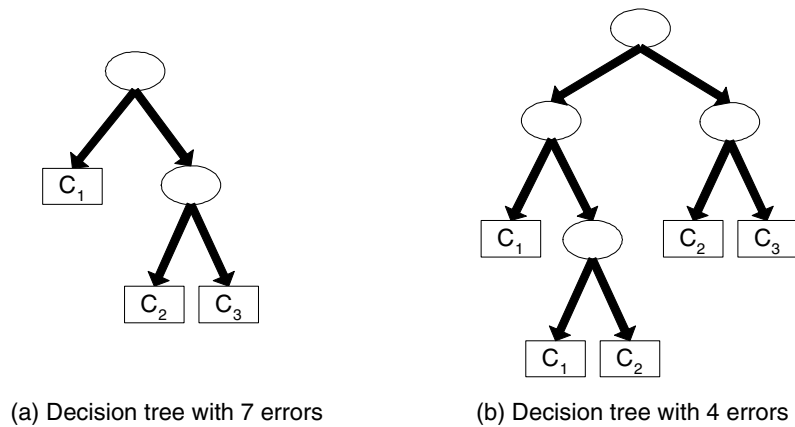 C₁
C₂ C₃
(a) Decision tree with 7 errors
C₁ C₂ C₃
C₁ C₂
(b) Decision tree with 4 errors